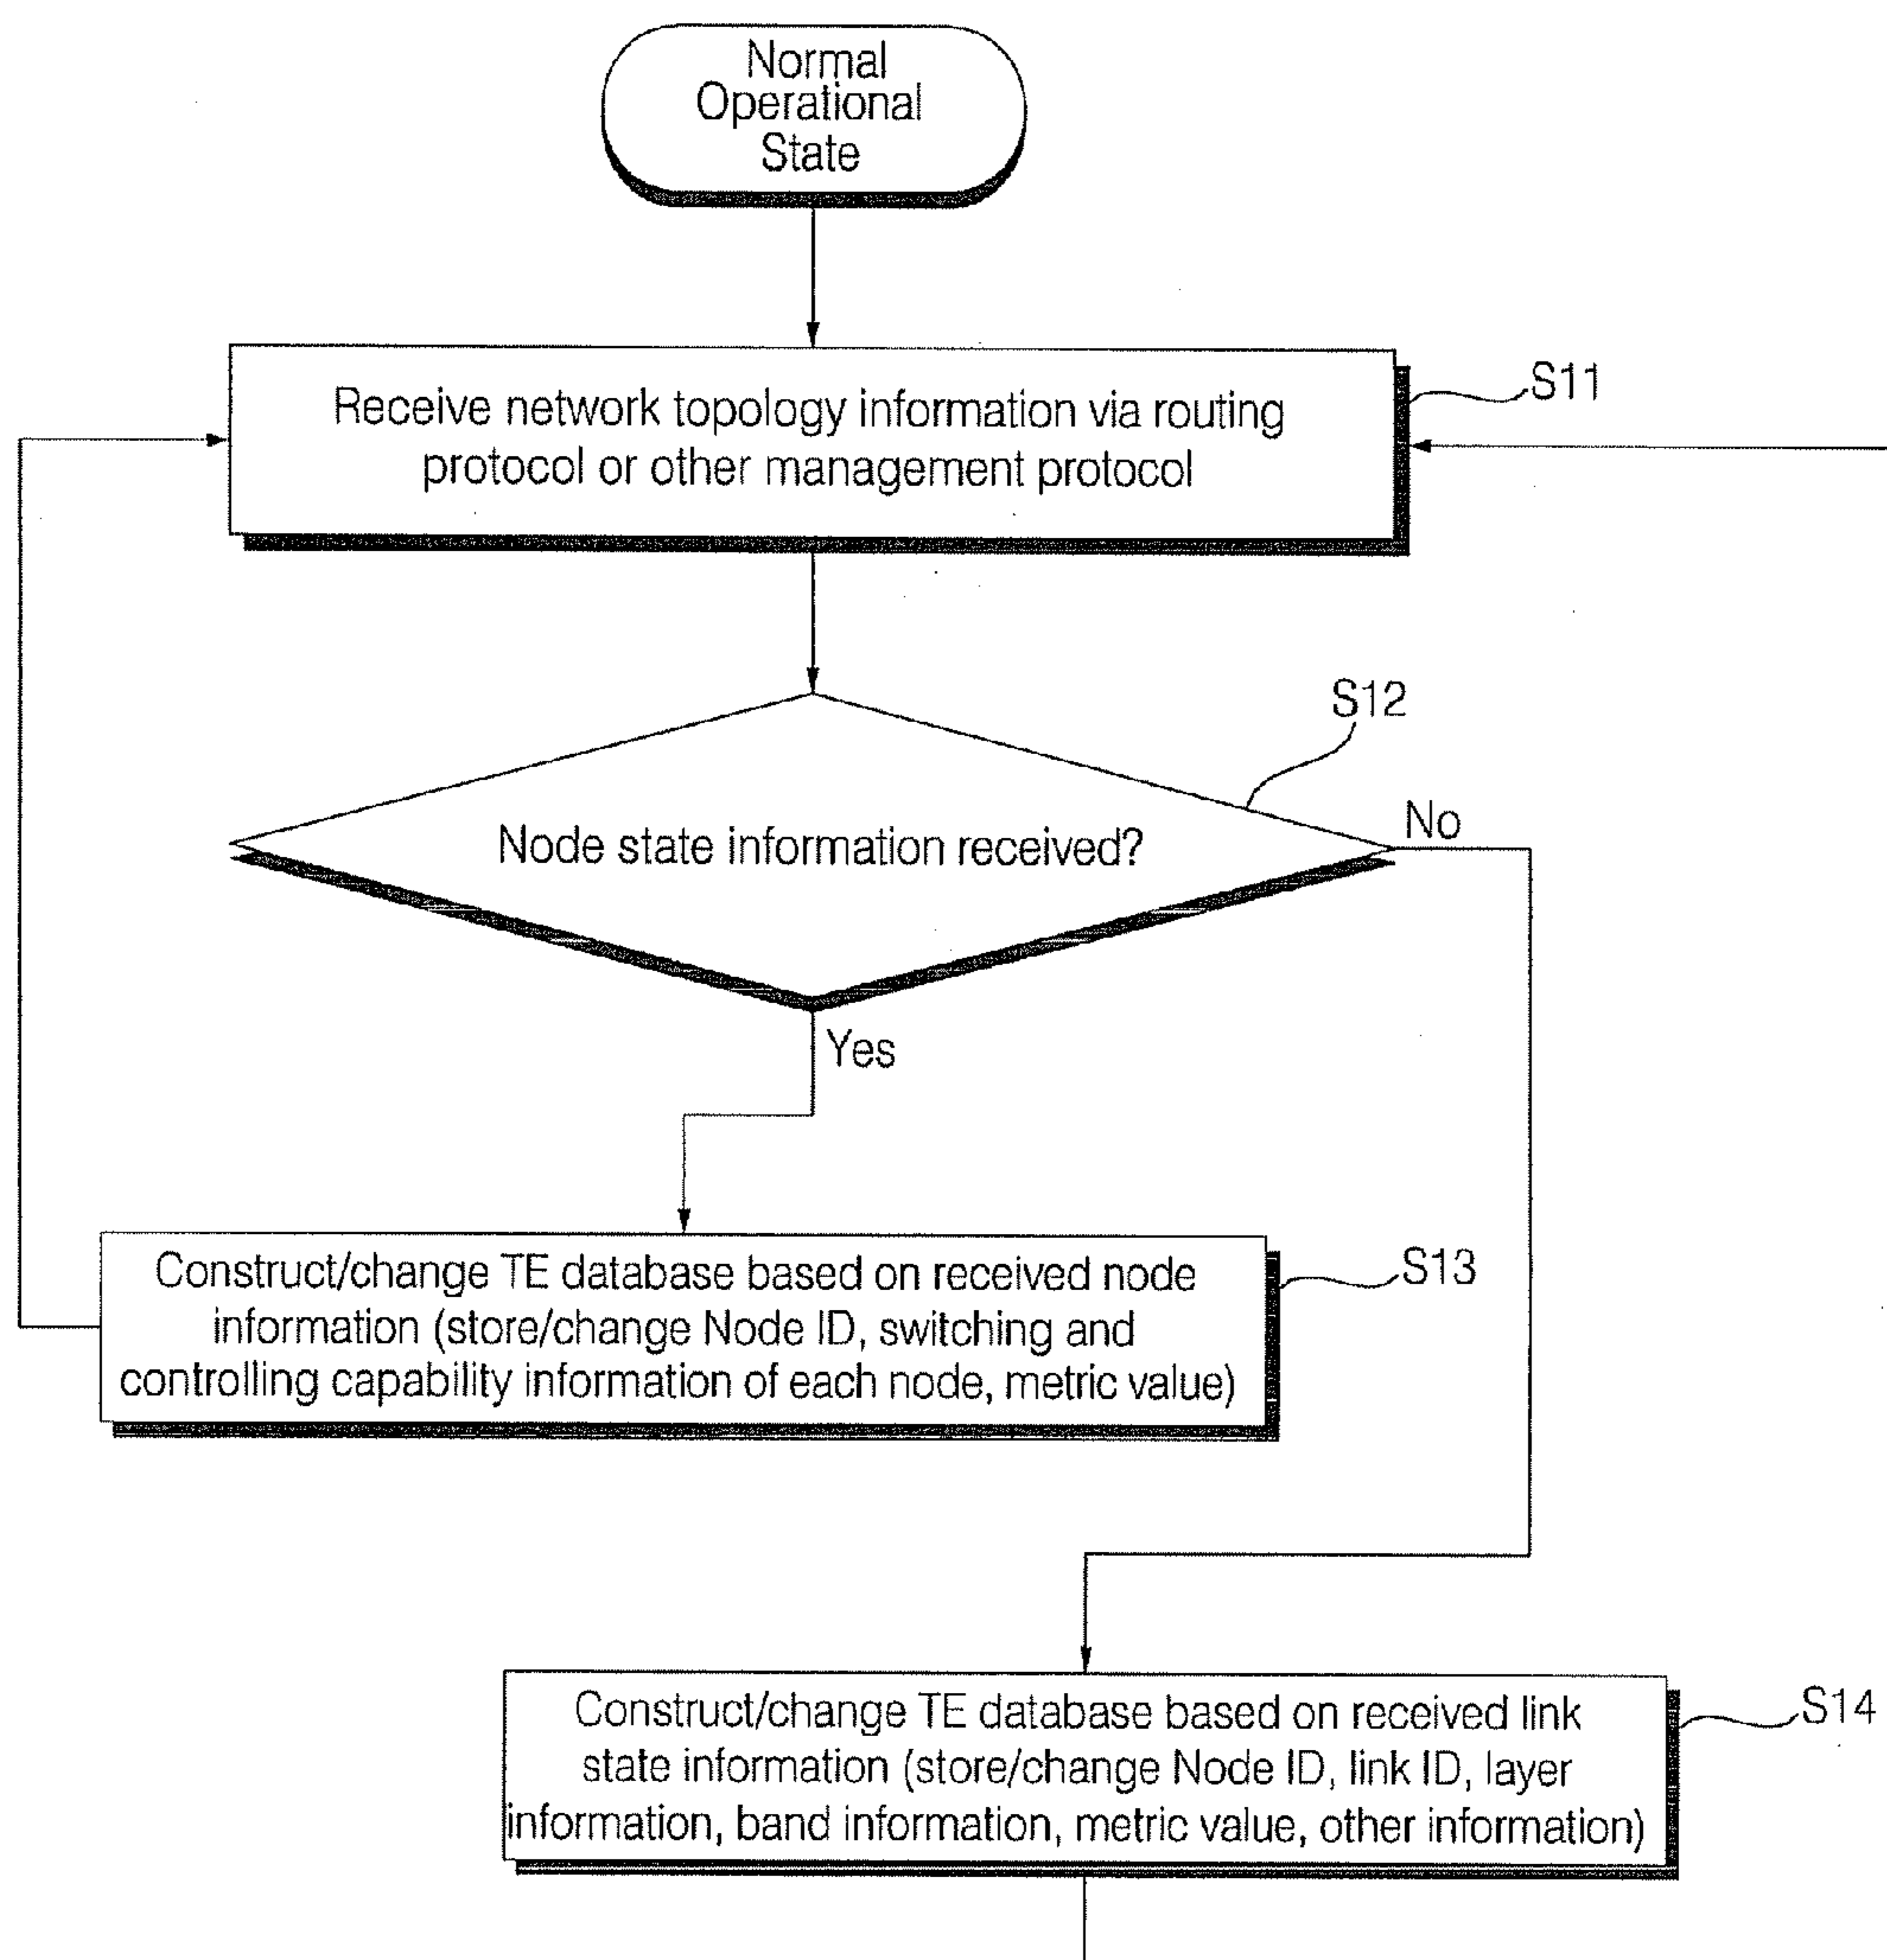 Normal
Operational
State
Receive network topology information via routing
protocol or other management protocol
S11
S12
Node state information received?
No
Yes
Construct/change TE database based on received node
information (store/change Node ID, switching and
controlling capability information of each node, metric value)
S13
Construct/change TE database based on received link
state information (store/change Node ID, link ID, layer
information, band information, metric value, other information)
S14